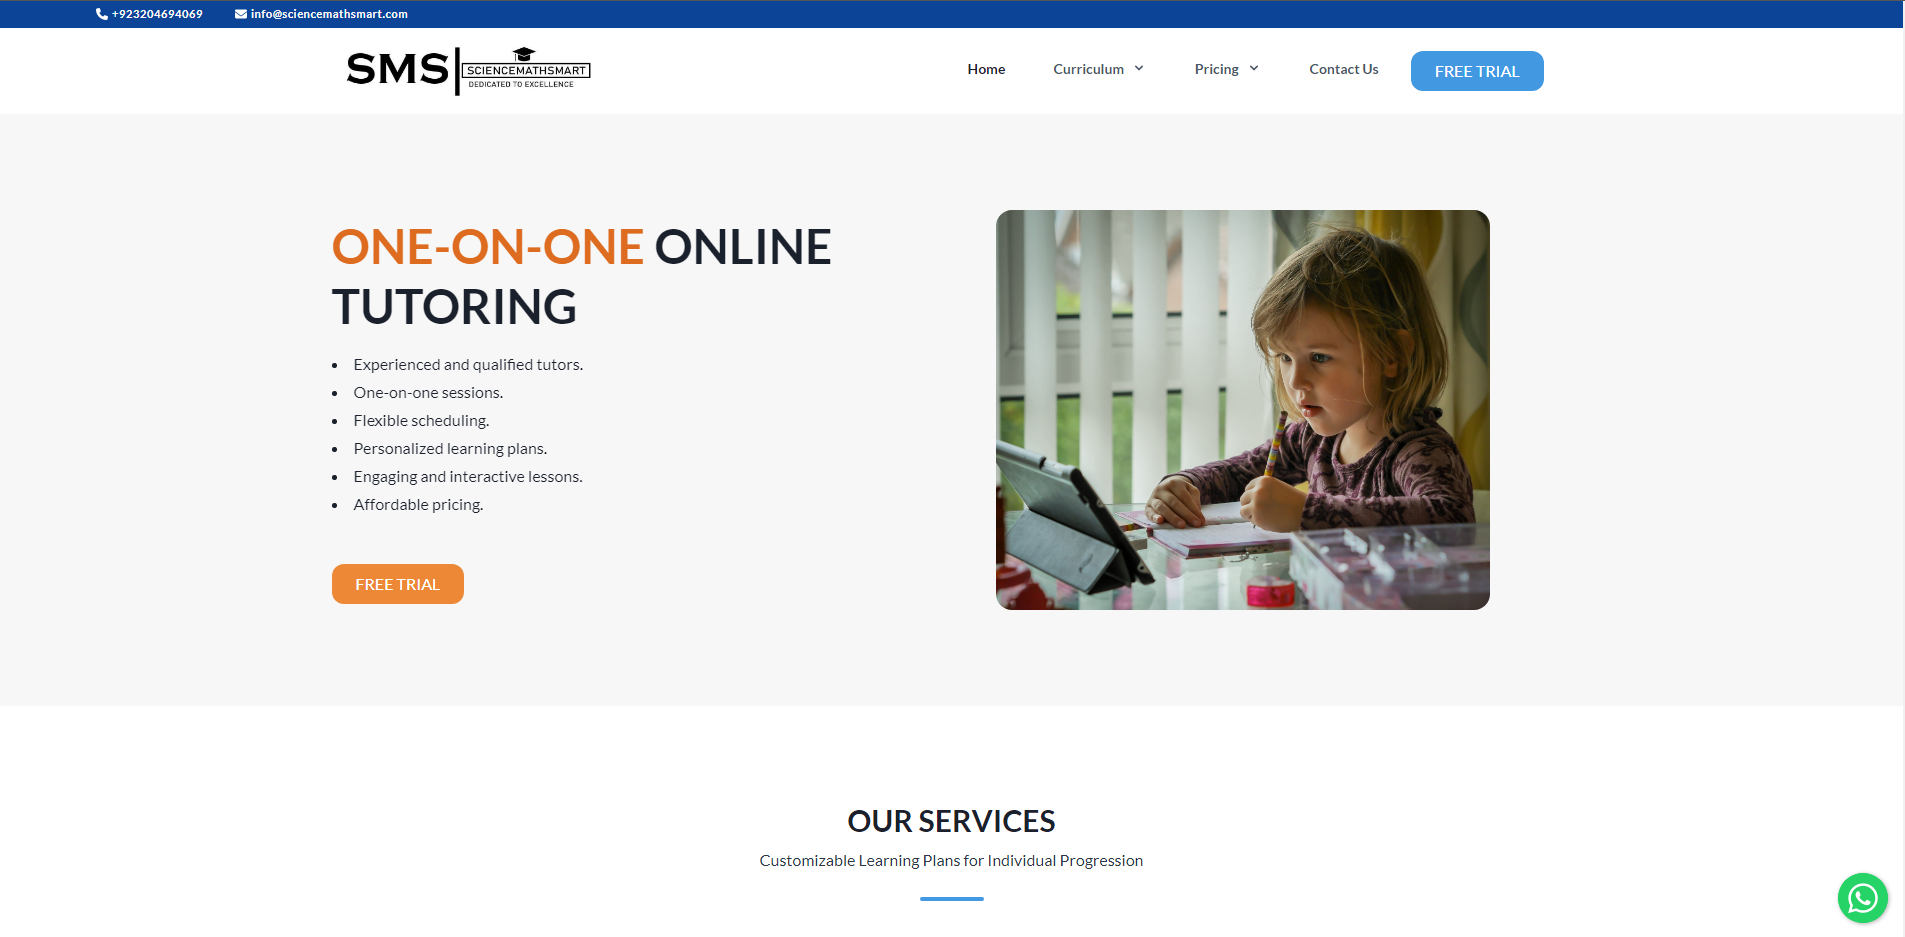 +923204694069 info@sciencemathsmart.com
SMS SCIENCEMATHSMART
DEDICATED TO EXCELLENCE
Home Curriculum Pricing Contact Us FREE TRIAL
ONE-ON-ONE ONLINE
TUTORING
• Experienced and qualified tutors.
• One-on-one sessions.
• Flexible scheduling.
• Personalized learning plans.
• Engaging and interactive lessons.
• Affordable pricing.
FREE TRIAL
OUR SERVICES
Customizable Learning Plans for Individual Progression